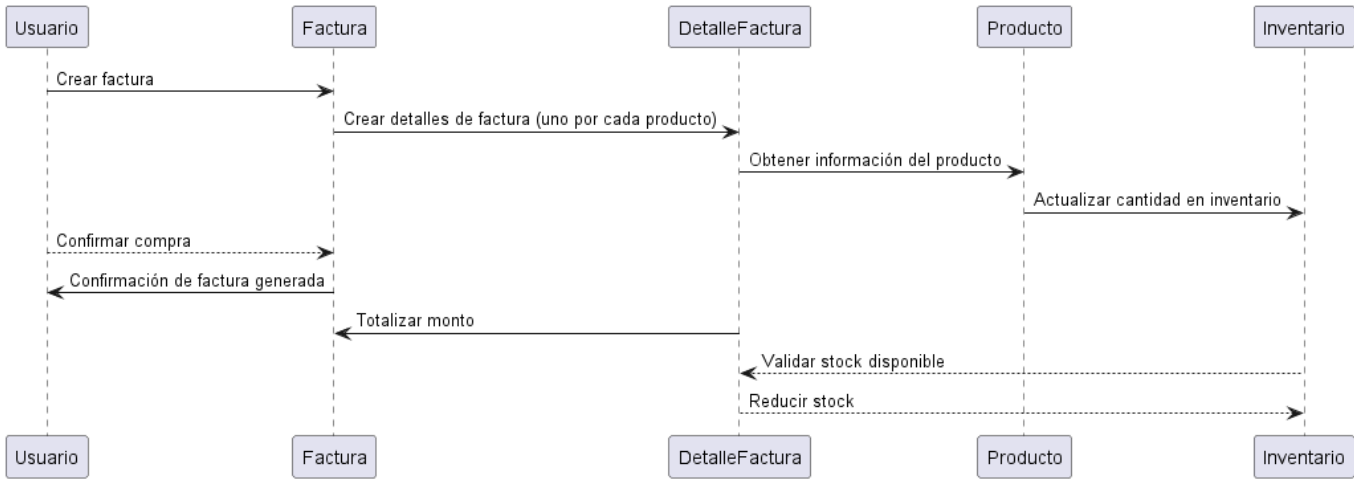 Usuario
Factura
DetalleFactura
Producto
Inventario
Crear factura
Crear detalles de factura (uno por cada producto)
Obtener información del producto
Actualizar cantidad en inventario
Confirmar compra
Confirmación de factura generada
Totalizar monto
Validar stock disponible
Reducir stock
Usuario
Factura
DetalleFactura
Producto
Inventario